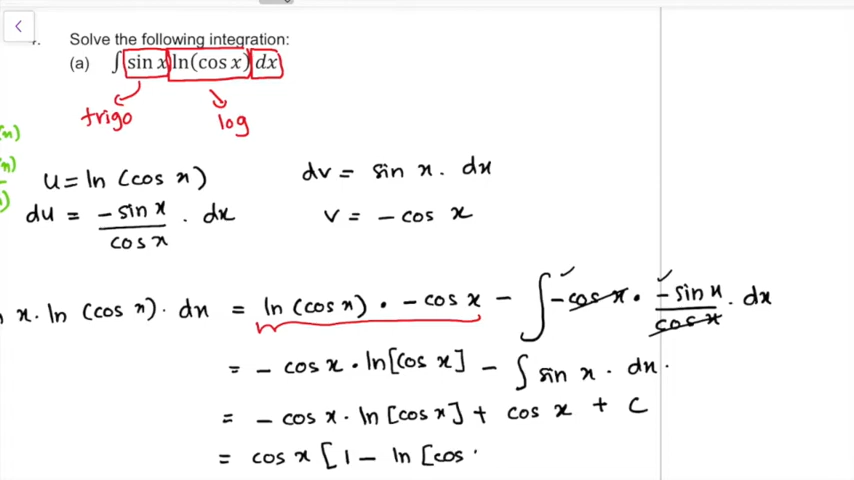 Solve the following integration:
(a) ∫ sin x ln(cos x) dx
trigo log
u = ln (cos x) dv = sin x . dx
du = -sin x / cos x . dx v = - cos x
x . ln (cos x) . dx = ln (cos x) • - cos x - ∫ -cos x • -sin x / cos x . dx
= - cos x • ln [cos x] - ∫ sin x . dx .
= - cos x . ln [cos x] + cos x + C
= cos x [1 - ln [cos